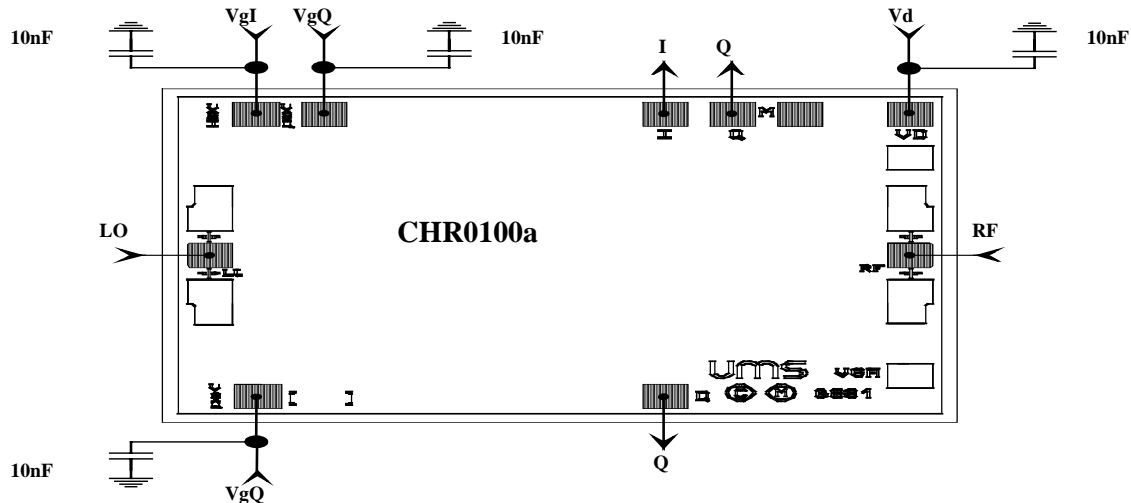 VgI VgQ Vd
10nF 10nF 10nF
I Q
M
I Q VD
LO CHR0100a RF
RF
ums
C M
Q
10nF
VgQ Q